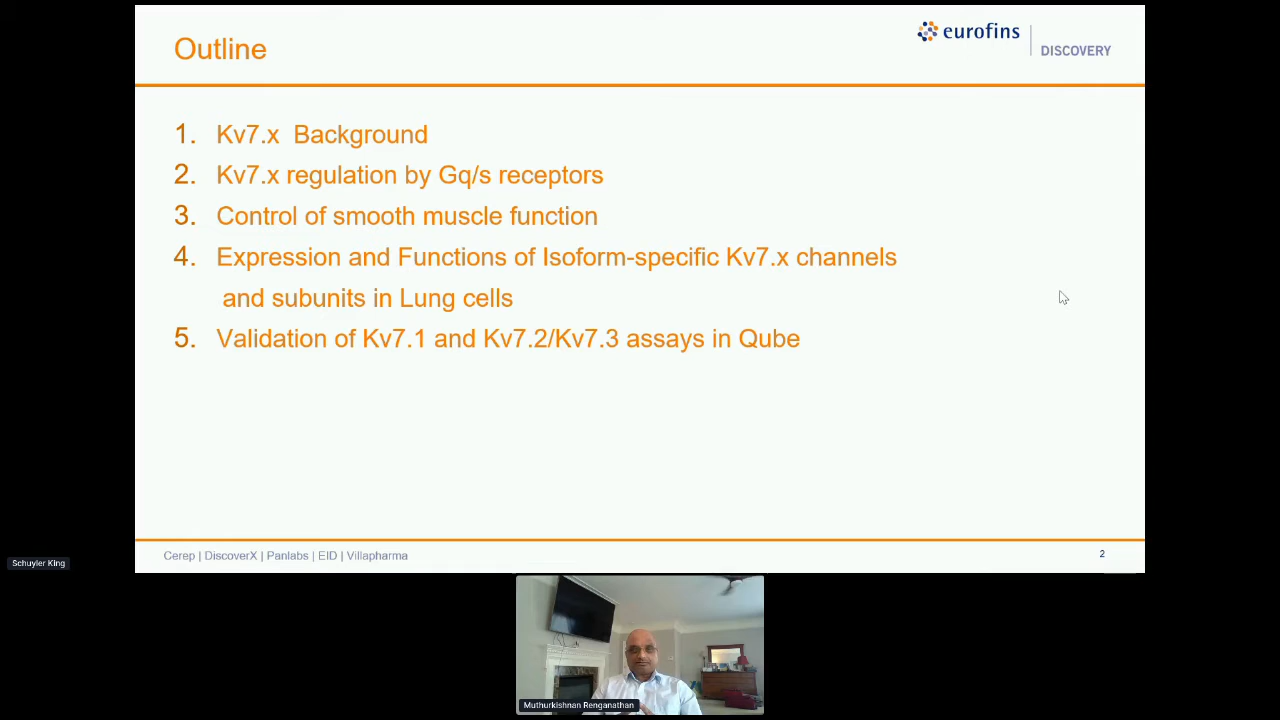 Outline
eurofins
DISCOVERY
1. Kv7.x Background
2. Kv7.x regulation by Gq/s receptors
3. Control of smooth muscle function
4. Expression and Functions of Isoform-specific Kv7.x channels
and subunits in Lung cells
5. Validation of Kv7.1 and Kv7.2/Kv7.3 assays in Qube
Cerep | DiscoverX | Panlabs | EID | Villapharma
2
Schuyler King
Muthurkishnan Renganathan